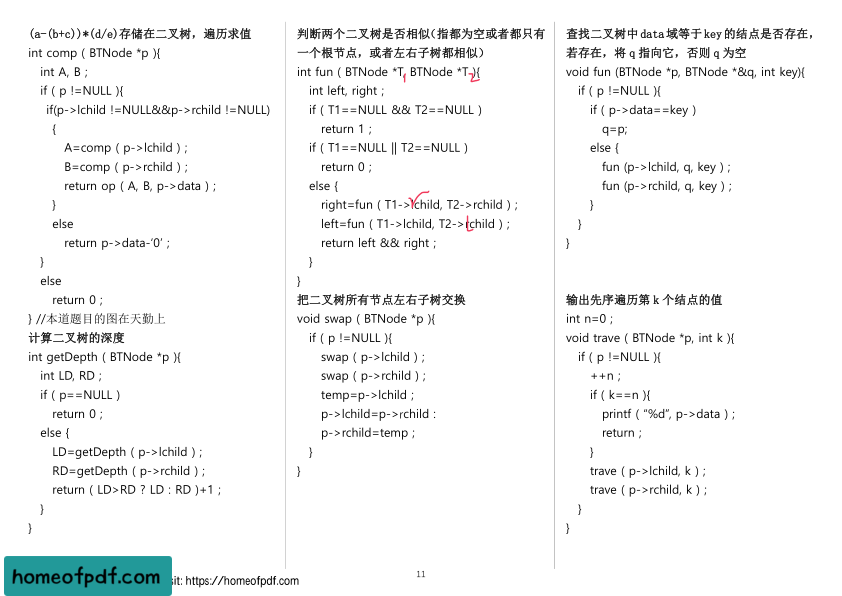 (a-(b+c))*(d/e)存储在二叉树，遍历求值
int comp ( BTNode *p ){
int A, B ;
if ( p !=NULL ){
if(p->lchild !=NULL&&p->rchild !=NULL)
{
A=comp ( p->lchild ) ;
B=comp ( p->rchild ) ;
return op ( A, B, p->data ) ;
}
else
return p->data-‘0’ ;
}
else
return 0 ;
} //本道题目的图在天勤上
计算二叉树的深度
int getDepth ( BTNode *p ){
int LD, RD ;
if ( p==NULL )
return 0 ;
else {
LD=getDepth ( p->lchild ) ;
RD=getDepth ( p->rchild ) ;
return ( LD>RD ? LD : RD )+1 ;
}
}
判断两个二叉树是否相似（指都为空或者都只有
一个根节点，或者左右子树都相似）
int fun ( BTNode *T1, BTNode *T2 ){
int left, right ;
if ( T1==NULL && T2==NULL )
return 1 ;
if ( T1==NULL || T2==NULL )
return 0 ;
else {
right=fun ( T1->lchild, T2->rchild ) ;
left=fun ( T1->lchild, T2->rchild ) ;
return left && right ;
}
}
把二叉树所有节点左右子树交换
void swap ( BTNode *p ){
if ( p !=NULL ){
swap ( p->lchild ) ;
swap ( p->rchild ) ;
temp=p->lchild ;
p->lchild=p->rchild :
p->rchild=temp ;
}
}
查找二叉树中 data 域等于 key 的结点是否存在，
若存在，将 q 指向它，否则 q 为空
void fun (BTNode *p, BTNode *&q, int key){
if ( p !=NULL ){
if ( p->data==key )
q=p;
else {
fun (p->lchild, q, key ) ;
fun (p->rchild, q, key ) ;
}
}
}
输出先序遍历第 k 个结点的值
int n=0 ;
void trave ( BTNode *p, int k ){
if ( p !=NULL ){
++n ;
if ( k==n ){
printf ( “%d”, p->data ) ;
return ;
}
trave ( p->lchild, k ) ;
trave ( p->rchild, k ) ;
}
}
11
homeofpdf.com
sit: https://homeofpdf.com